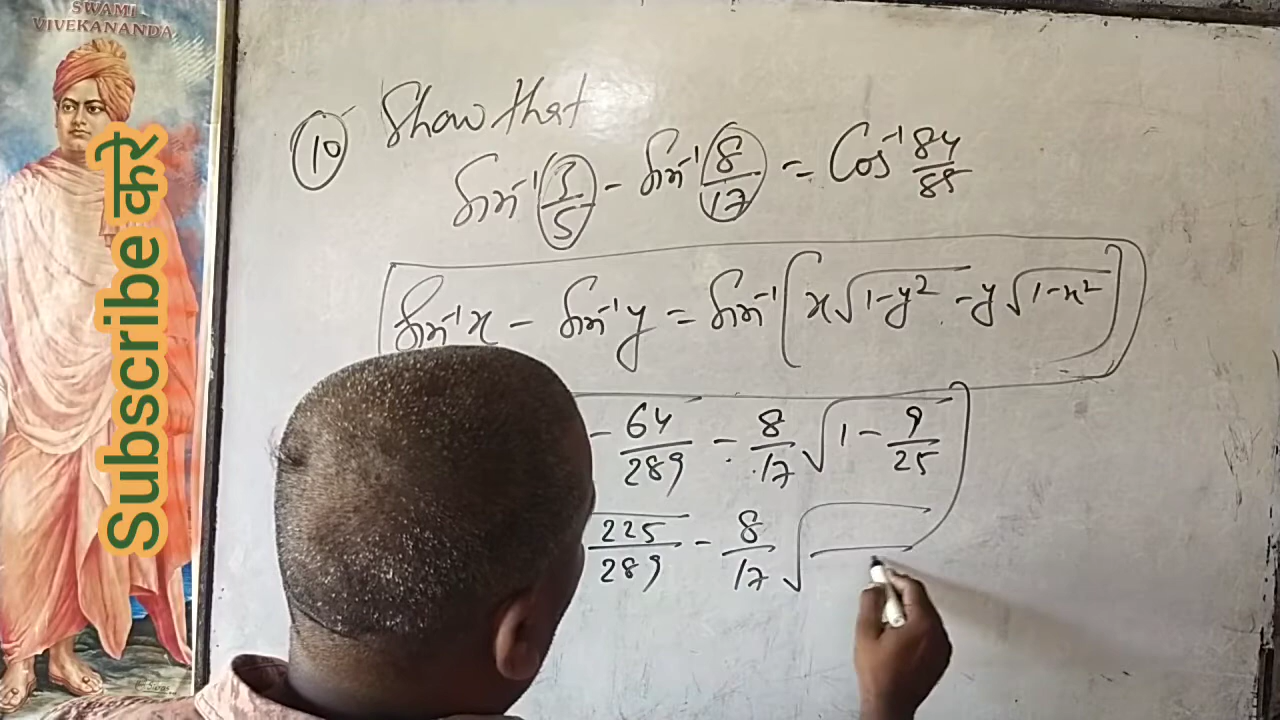 SWAMI
VIVEKANANDA
Subscribe करे
10 Show that
sin⁻¹ 3/5 - sin⁻¹ 8/17 = Cos⁻¹ 84/85
sin⁻¹x - sin⁻¹y = sin⁻¹[x√1-y² - y√1-x²]
- 64/289 - 8/17 √1 - 9/25
225/289 - 8/17 √